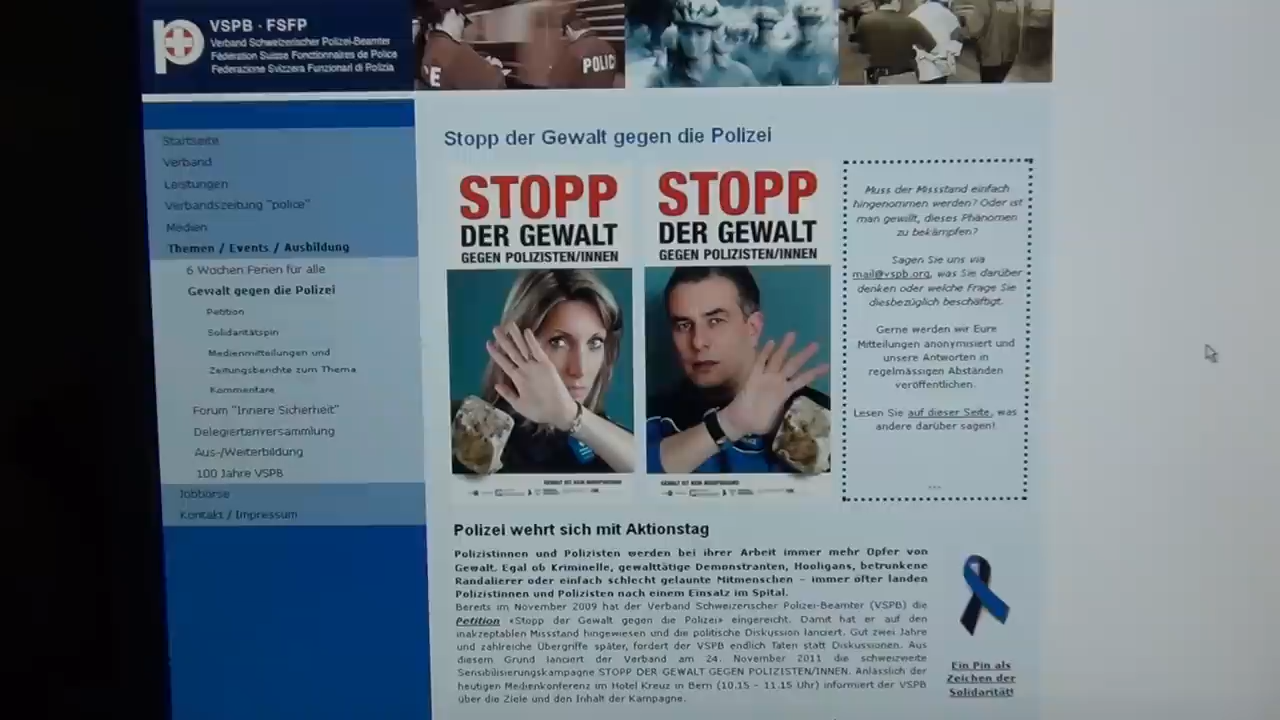 VSPB · FSFP
Verband Schweizerischer Polizei-Beamter
Fédération Suisse Fonctionnaires de Police
Federazione Svizzera Funzionari di Polizia
POLIC
Startseite
Verband
Leistungen
Verbandszeitung "police"
Medien
Themen / Events / Ausbildung
6 Wochen Ferien für alle
Gewalt gegen die Polizei
Petition
Solidaritätspin
Medienmitteilungen und
Zeitungsberichte zum Thema
Kommentare
Forum "Innere Sicherheit"
Delegiertenversammlung
Aus-/Weiterbildung
100 Jahre VSPB
Jobbörse
Kontakt / Impressum
Stopp der Gewalt gegen die Polizei
STOPP
DER GEWALT
GEGEN POLIZISTEN/INNEN
STOPP
DER GEWALT
GEGEN POLIZISTEN/INNEN
Muss der Missstand einfach
hingenommen werden? Oder ist
man gewillt, dieses Phänomen
zu bekämpfen?
Sagen Sie uns via
mail@vspb.org, was Sie darüber
denken oder welche Frage Sie
diesbezüglich beschäftigt.
Gerne werden wir Eure
Mitteilungen anonymisiert und
unsere Antworten in
regelmässigen Abständen
veröffentlichen.
Lesen Sie auf dieser Seite, was
andere darüber sagen!
...
Polizei wehrt sich mit Aktionstag
Polizistinnen und Polizisten werden bei ihrer Arbeit immer mehr Opfer von
Gewalt. Egal ob Kriminelle, gewalttätige Demonstranten, Hooligans, betrunkene
Randalierer oder einfach schlecht gelaunte Mitmenschen – immer öfter landen
Polizistinnen und Polizisten nach einem Einsatz im Spital.
Bereits im November 2009 hat der Verband Schweizerischer Polizei-Beamter (VSPB) die
Petition «Stopp der Gewalt gegen die Polizei» eingereicht. Damit hat er auf den
inakzeptablen Missstand hingewiesen und die politische Diskussion lanciert. Gut zwei Jahre
und zahlreiche Übergriffe später, fordert der VSPB endlich Taten statt Diskussionen. Aus
diesem Grund lanciert der Verband am 24. November 2011 die schweizweite
Sensibilisierungskampagne STOPP DER GEWALT GEGEN POLIZISTEN/INNEN. Anlässlich der
heutigen Medienkonferenz im Hotel Kreuz in Bern (10.15 – 11.15 Uhr) informiert der VSPB
über die Ziele und den Inhalt der Kampagne.
Ein Pin als
Zeichen der
Solidarität!